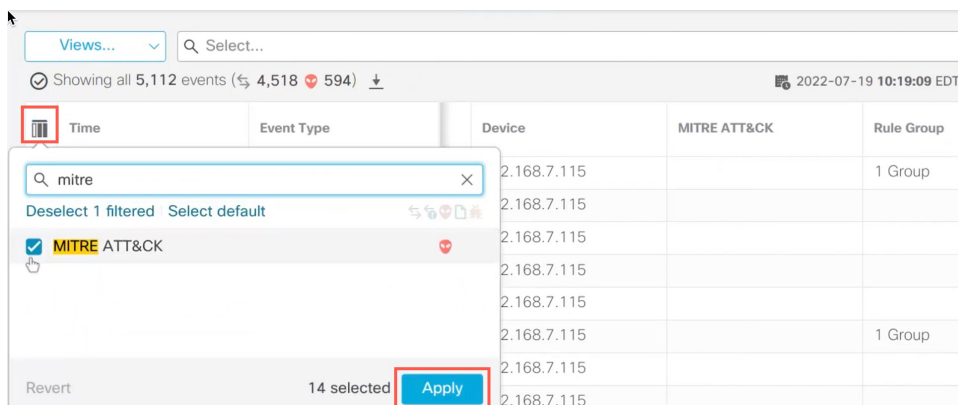 Views...
Select...
Showing all 5,112 events (4,518 594)
2022-07-19 10:19:09 EDT
Time Event Type Device MITRE ATT&CK Rule Group
mitre
2.168.7.115 1 Group
Deselect 1 filtered Select default
2.168.7.115
MITRE ATT&CK
2.168.7.115
2.168.7.115
2.168.7.115
2.168.7.115 1 Group
2.168.7.115
Revert 14 selected Apply
2.168.7.115